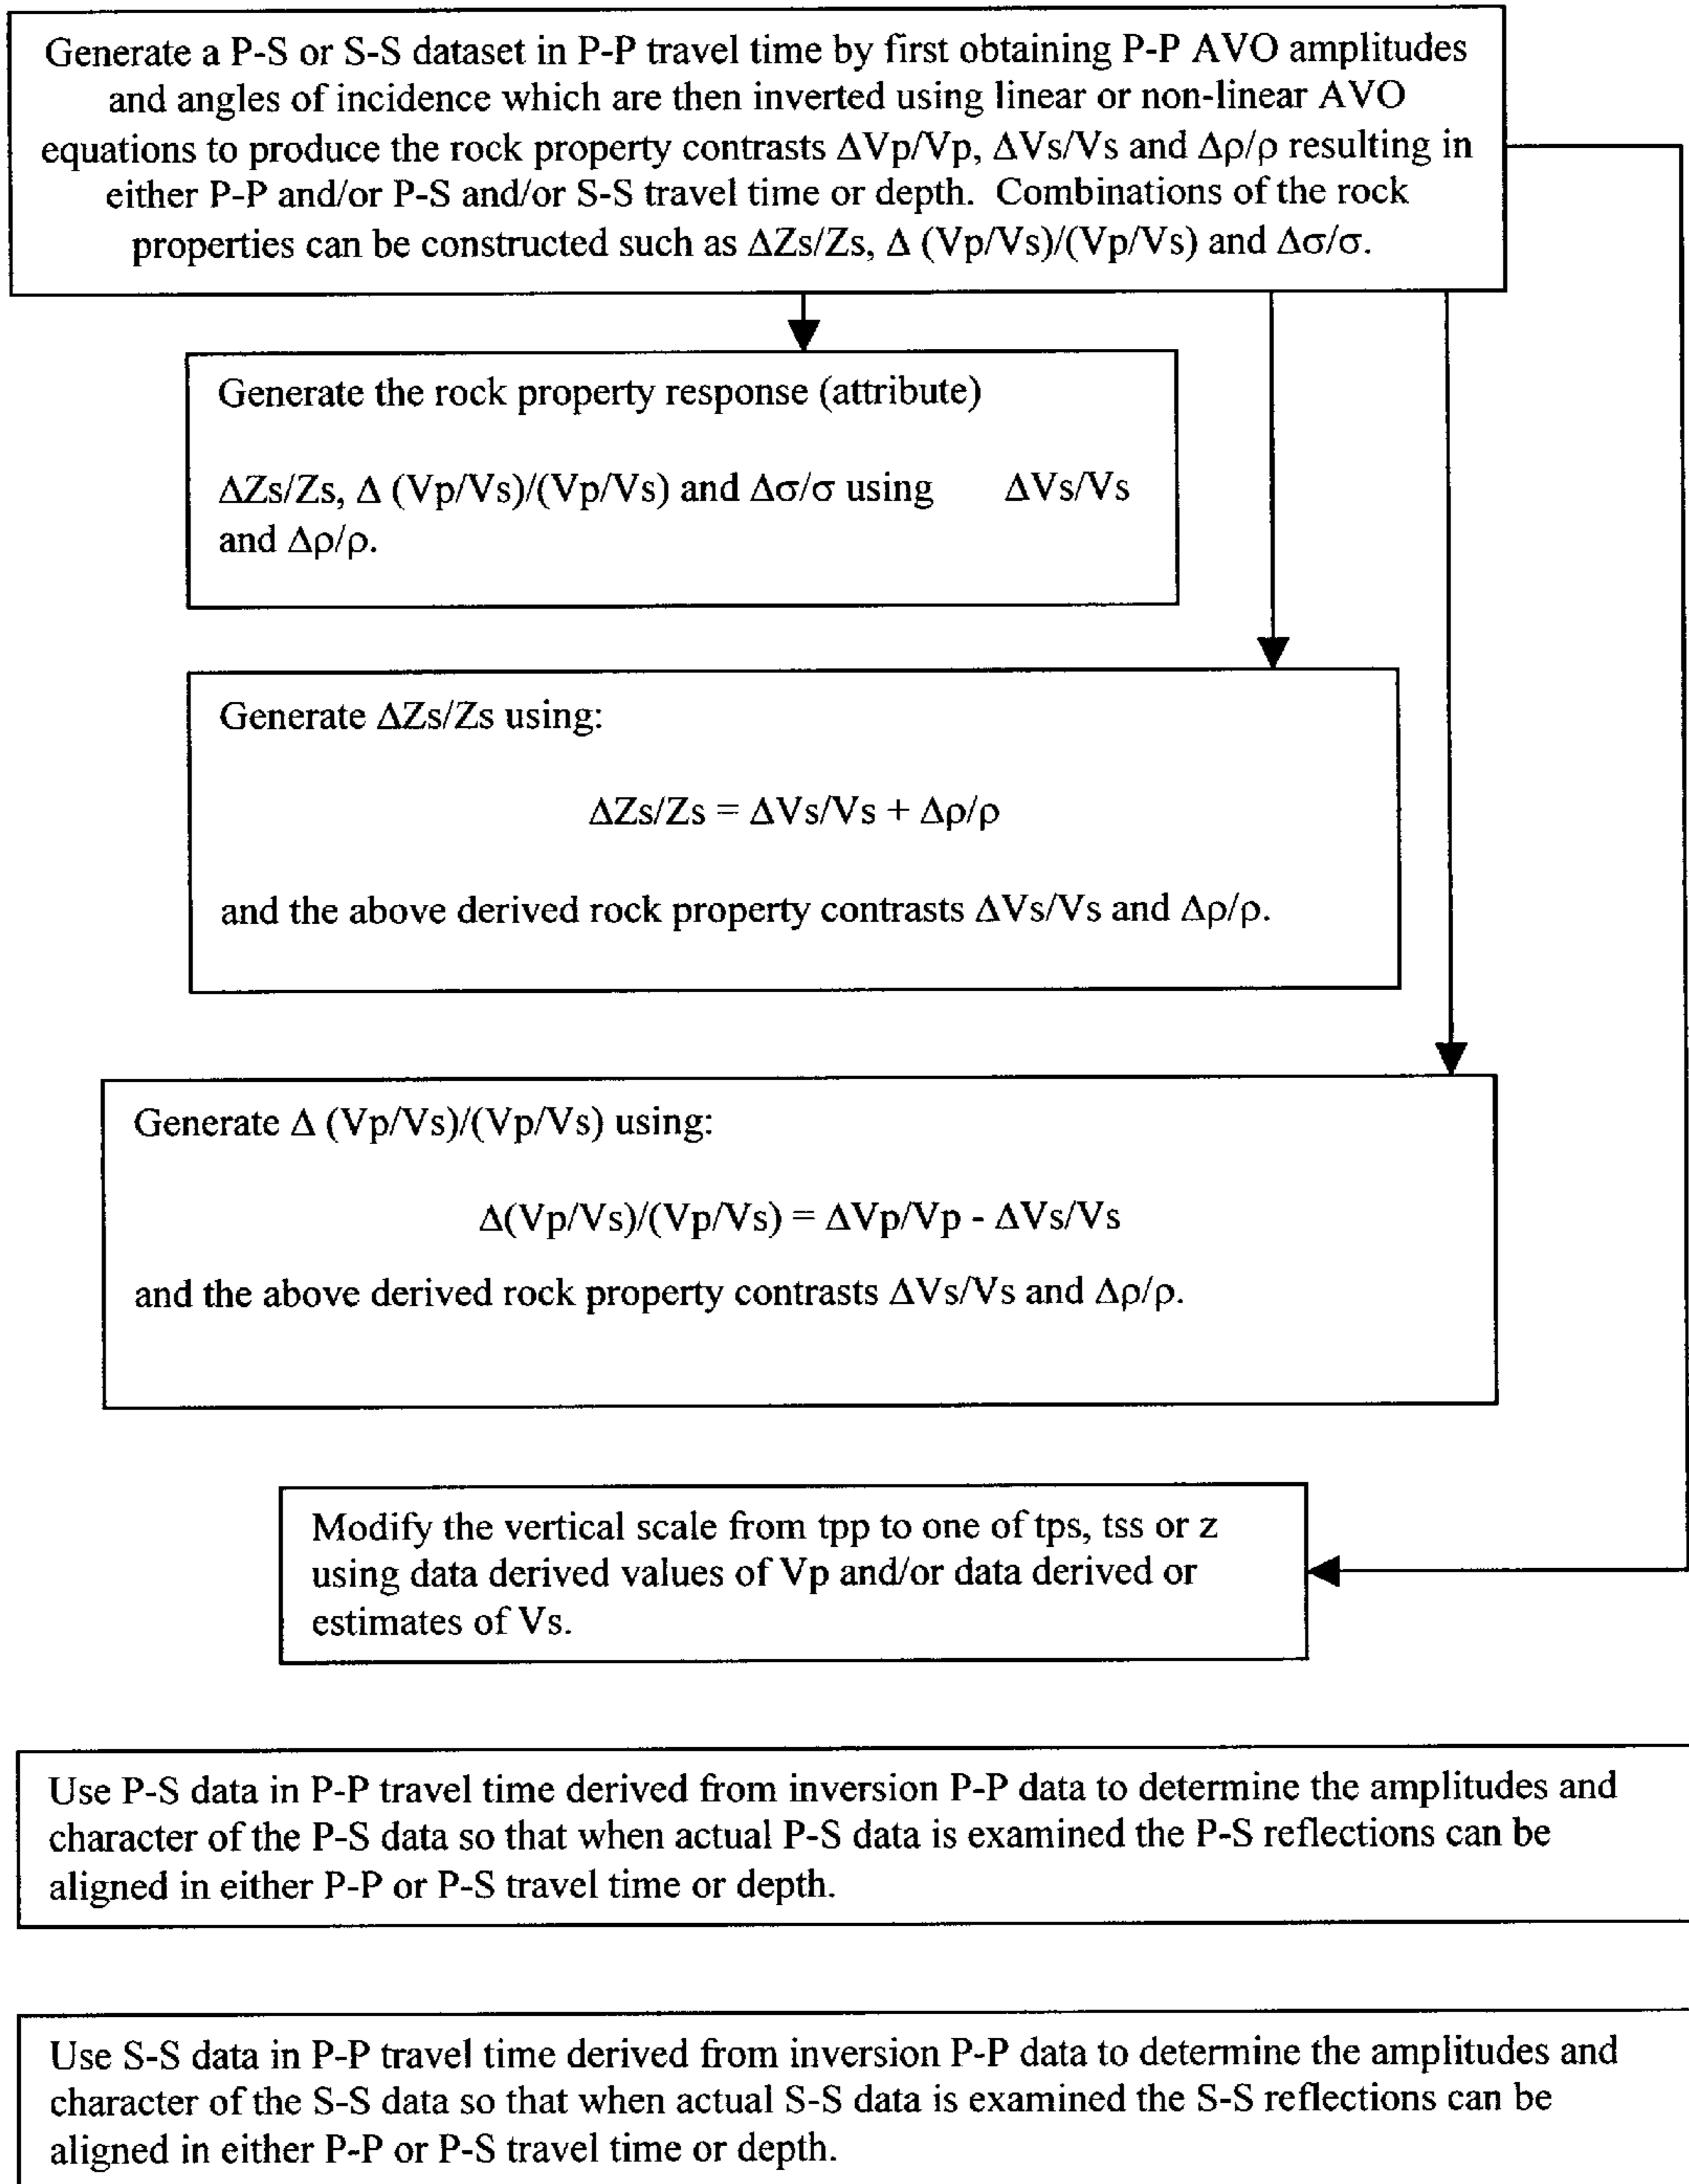 Generate a P-S or S-S dataset in P-P travel time by first obtaining P-P AVO amplitudes
and angles of incidence which are then inverted using linear or non-linear AVO
equations to produce the rock property contrasts ΔVp/Vp, ΔVs/Vs and Δρ/ρ resulting in
either P-P and/or P-S and/or S-S travel time or depth. Combinations of the rock
properties can be constructed such as ΔZs/Zs, Δ (Vp/Vs)/(Vp/Vs) and Δσ/σ.
Generate the rock property response (attribute)
ΔZs/Zs, Δ (Vp/Vs)/(Vp/Vs) and Δσ/σ using ΔVs/Vs
and Δρ/ρ.
Generate ΔZs/Zs using:
ΔZs/Zs = ΔVs/Vs + Δρ/ρ
and the above derived rock property contrasts ΔVs/Vs and Δρ/ρ.
Generate Δ (Vp/Vs)/(Vp/Vs) using:
Δ(Vp/Vs)/(Vp/Vs) = ΔVp/Vp - ΔVs/Vs
and the above derived rock property contrasts ΔVs/Vs and Δρ/ρ.
Modify the vertical scale from tpp to one of tps, tss or z
using data derived values of Vp and/or data derived or
estimates of Vs.
Use P-S data in P-P travel time derived from inversion P-P data to determine the amplitudes and
character of the P-S data so that when actual P-S data is examined the P-S reflections can be
aligned in either P-P or P-S travel time or depth.
Use S-S data in P-P travel time derived from inversion P-P data to determine the amplitudes and
character of the S-S data so that when actual S-S data is examined the S-S reflections can be
aligned in either P-P or P-S travel time or depth.